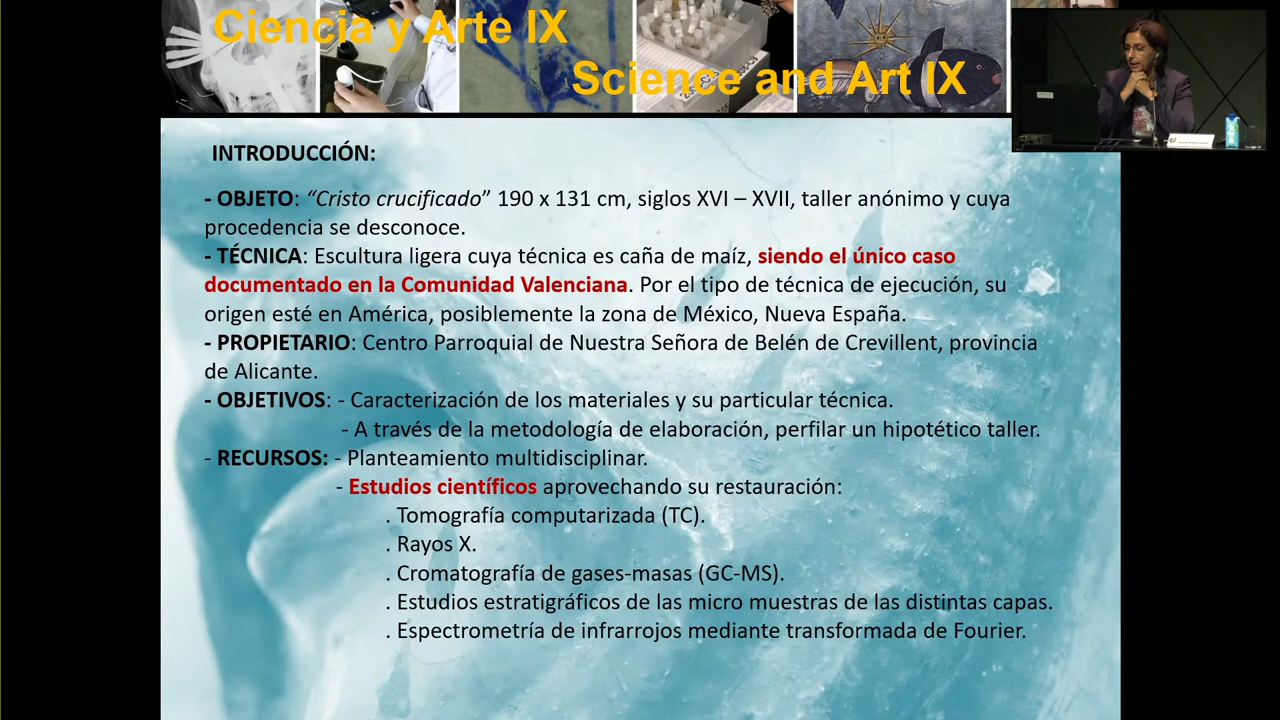 Ciencia y Arte IX
Science and Art IX
INTRODUCCIÓN:
- OBJETO: “Cristo crucificado” 190 x 131 cm, siglos XVI – XVII, taller anónimo y cuya
procedencia se desconoce.
- TÉCNICA: Escultura ligera cuya técnica es caña de maíz, siendo el único caso
documentado en la Comunidad Valenciana. Por el tipo de técnica de ejecución, su
origen esté en América, posiblemente la zona de México, Nueva España.
- PROPIETARIO: Centro Parroquial de Nuestra Señora de Belén de Crevillent, provincia
de Alicante.
- OBJETIVOS: - Caracterización de los materiales y su particular técnica.
- A través de la metodología de elaboración, perfilar un hipotético taller.
- RECURSOS: - Planteamiento multidisciplinar.
- Estudios científicos aprovechando su restauración:
. Tomografía computarizada (TC).
. Rayos X.
. Cromatografía de gases-masas (GC-MS).
. Estudios estratigráficos de las micro muestras de las distintas capas.
. Espectrometría de infrarrojos mediante transformada de Fourier.